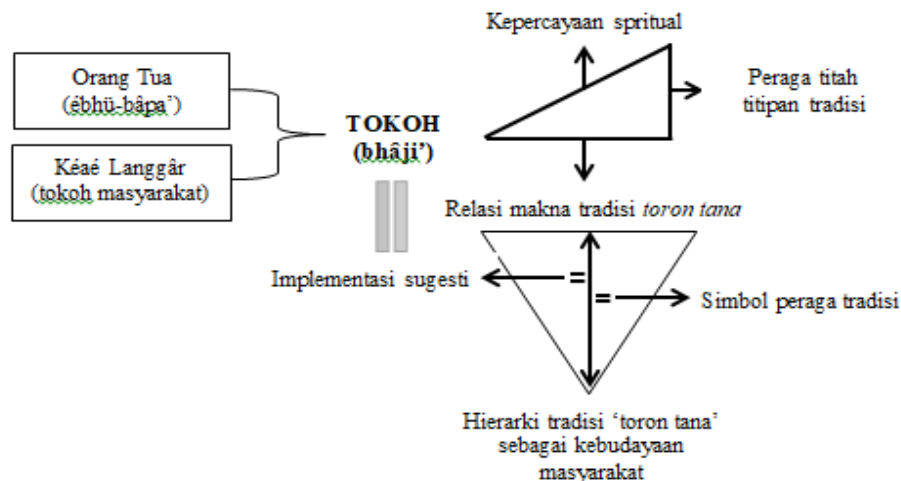 Orang Tua
(ébhü-bâpa’)
Kéaé Langgâr
(tokoh masyarakat)
TOKOH
(bhâji’)
Kepercayaan spritual
Peraga titah
titipan tradisi
Relasi makna tradisi toron tana
Implementasi sugesti
=
=
Simbol peraga tradisi
Hierarki tradisi ‘toron tana’
sebagai kebudayaan
masyarakat